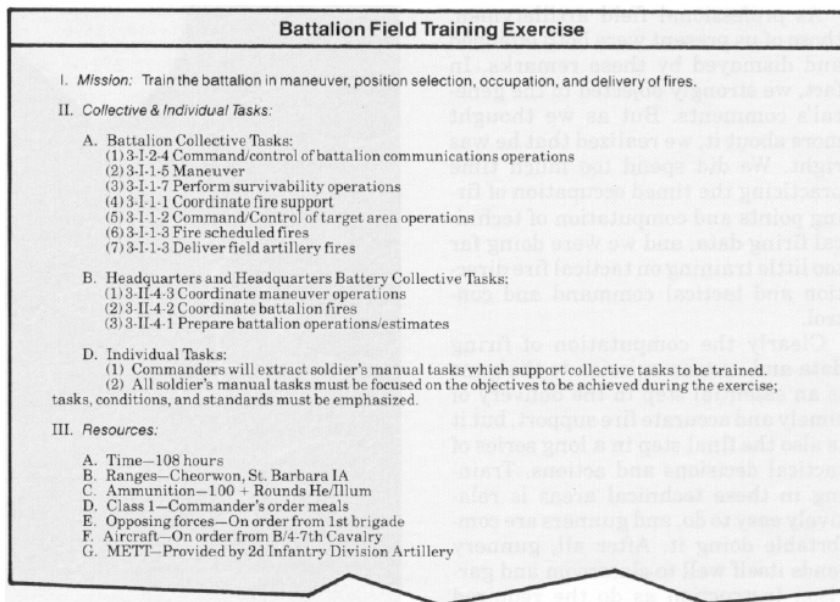 Battalion Field Training Exercise
I. Mission: Train the battalion in maneuver, position selection, occupation, and delivery of fires.
II. Collective & Individual Tasks:
A. Battalion Collective Tasks:
(1) 3-I-2-4 Command/control of battalion communications operations
(2) 3-I-1-5 Maneuver
(3) 3-I-1-7 Perform survivability operations
(4) 3-I-1-1 Coordinate fire support
(5) 3-I-1-2 Command/Control of target area operations
(6) 3-I-1-3 Fire scheduled fires
(7) 3-I-1-3 Deliver field artillery fires
B. Headquarters and Headquarters Battery Collective Tasks:
(1) 3-II-4-3 Coordinate maneuver operations
(2) 3-II-4-2 Coordinate battalion fires
(3) 3-II-4-1 Prepare battalion operations/estimates
D. Individual Tasks:
(1) Commanders will extract soldier's manual tasks which support collective tasks to be trained.
(2) All soldier's manual tasks must be focused on the objectives to be achieved during the exercise;
tasks, conditions, and standards must be emphasized.
III. Resources:
A. Time—108 hours
B. Ranges—Cheorwon, St. Barbara IA
C. Ammunition—100 + Rounds He/Illum
D. Class 1—Commander's order meals
E. Opposing forces—On order from 1st brigade
F. Aircraft—On order from B/4-7th Cavalry
G. METT—Provided by 2d Infantry Division Artillery